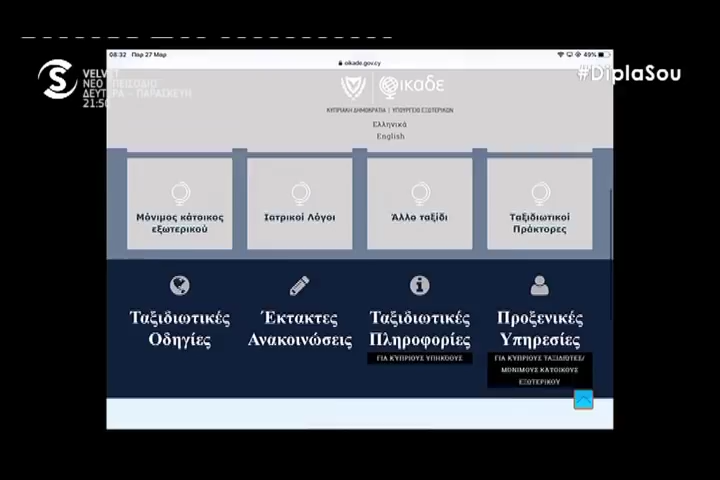 08:32 Παρ 27 Μαρ
49%
oikade.gov.cy
#DiplaSou
VELVET
ΝΕΟ ΕΠΕΙΣΟΔΙΟ
ΔΕΥΤΕΡΑ - ΠΑΡΑΣΚΕΥΗ
21:50
οικαδε
ΚΥΠΡΙΑΚΗ ΔΗΜΟΚΡΑΤΙΑ | ΥΠΟΥΡΓΕΙΟ ΕΞΩΤΕΡΙΚΩΝ
Ελληνικά
English
Μόνιμος κάτοικος
εξωτερικού
Ιατρικοί Λόγοι
Άλλο ταξίδι
Ταξιδιωτικοί
Πράκτορες
Ταξιδιωτικές
Οδηγίες
Έκτακτες
Ανακοινώσεις
Ταξιδιωτικές
Πληροφορίες
ΓΙΑ ΚΥΠΡΙΟΥΣ ΥΠΗΚΟΟΥΣ
Προξενικές
Υπηρεσίες
ΓΙΑ ΚΥΠΡΙΟΥΣ ΤΑΞΙΔΙΩΤΕΣ/
ΜΟΝΙΜΟΥΣ ΚΑΤΟΙΚΟΥΣ
ΕΞΩΤΕΡΙΚΟΥ